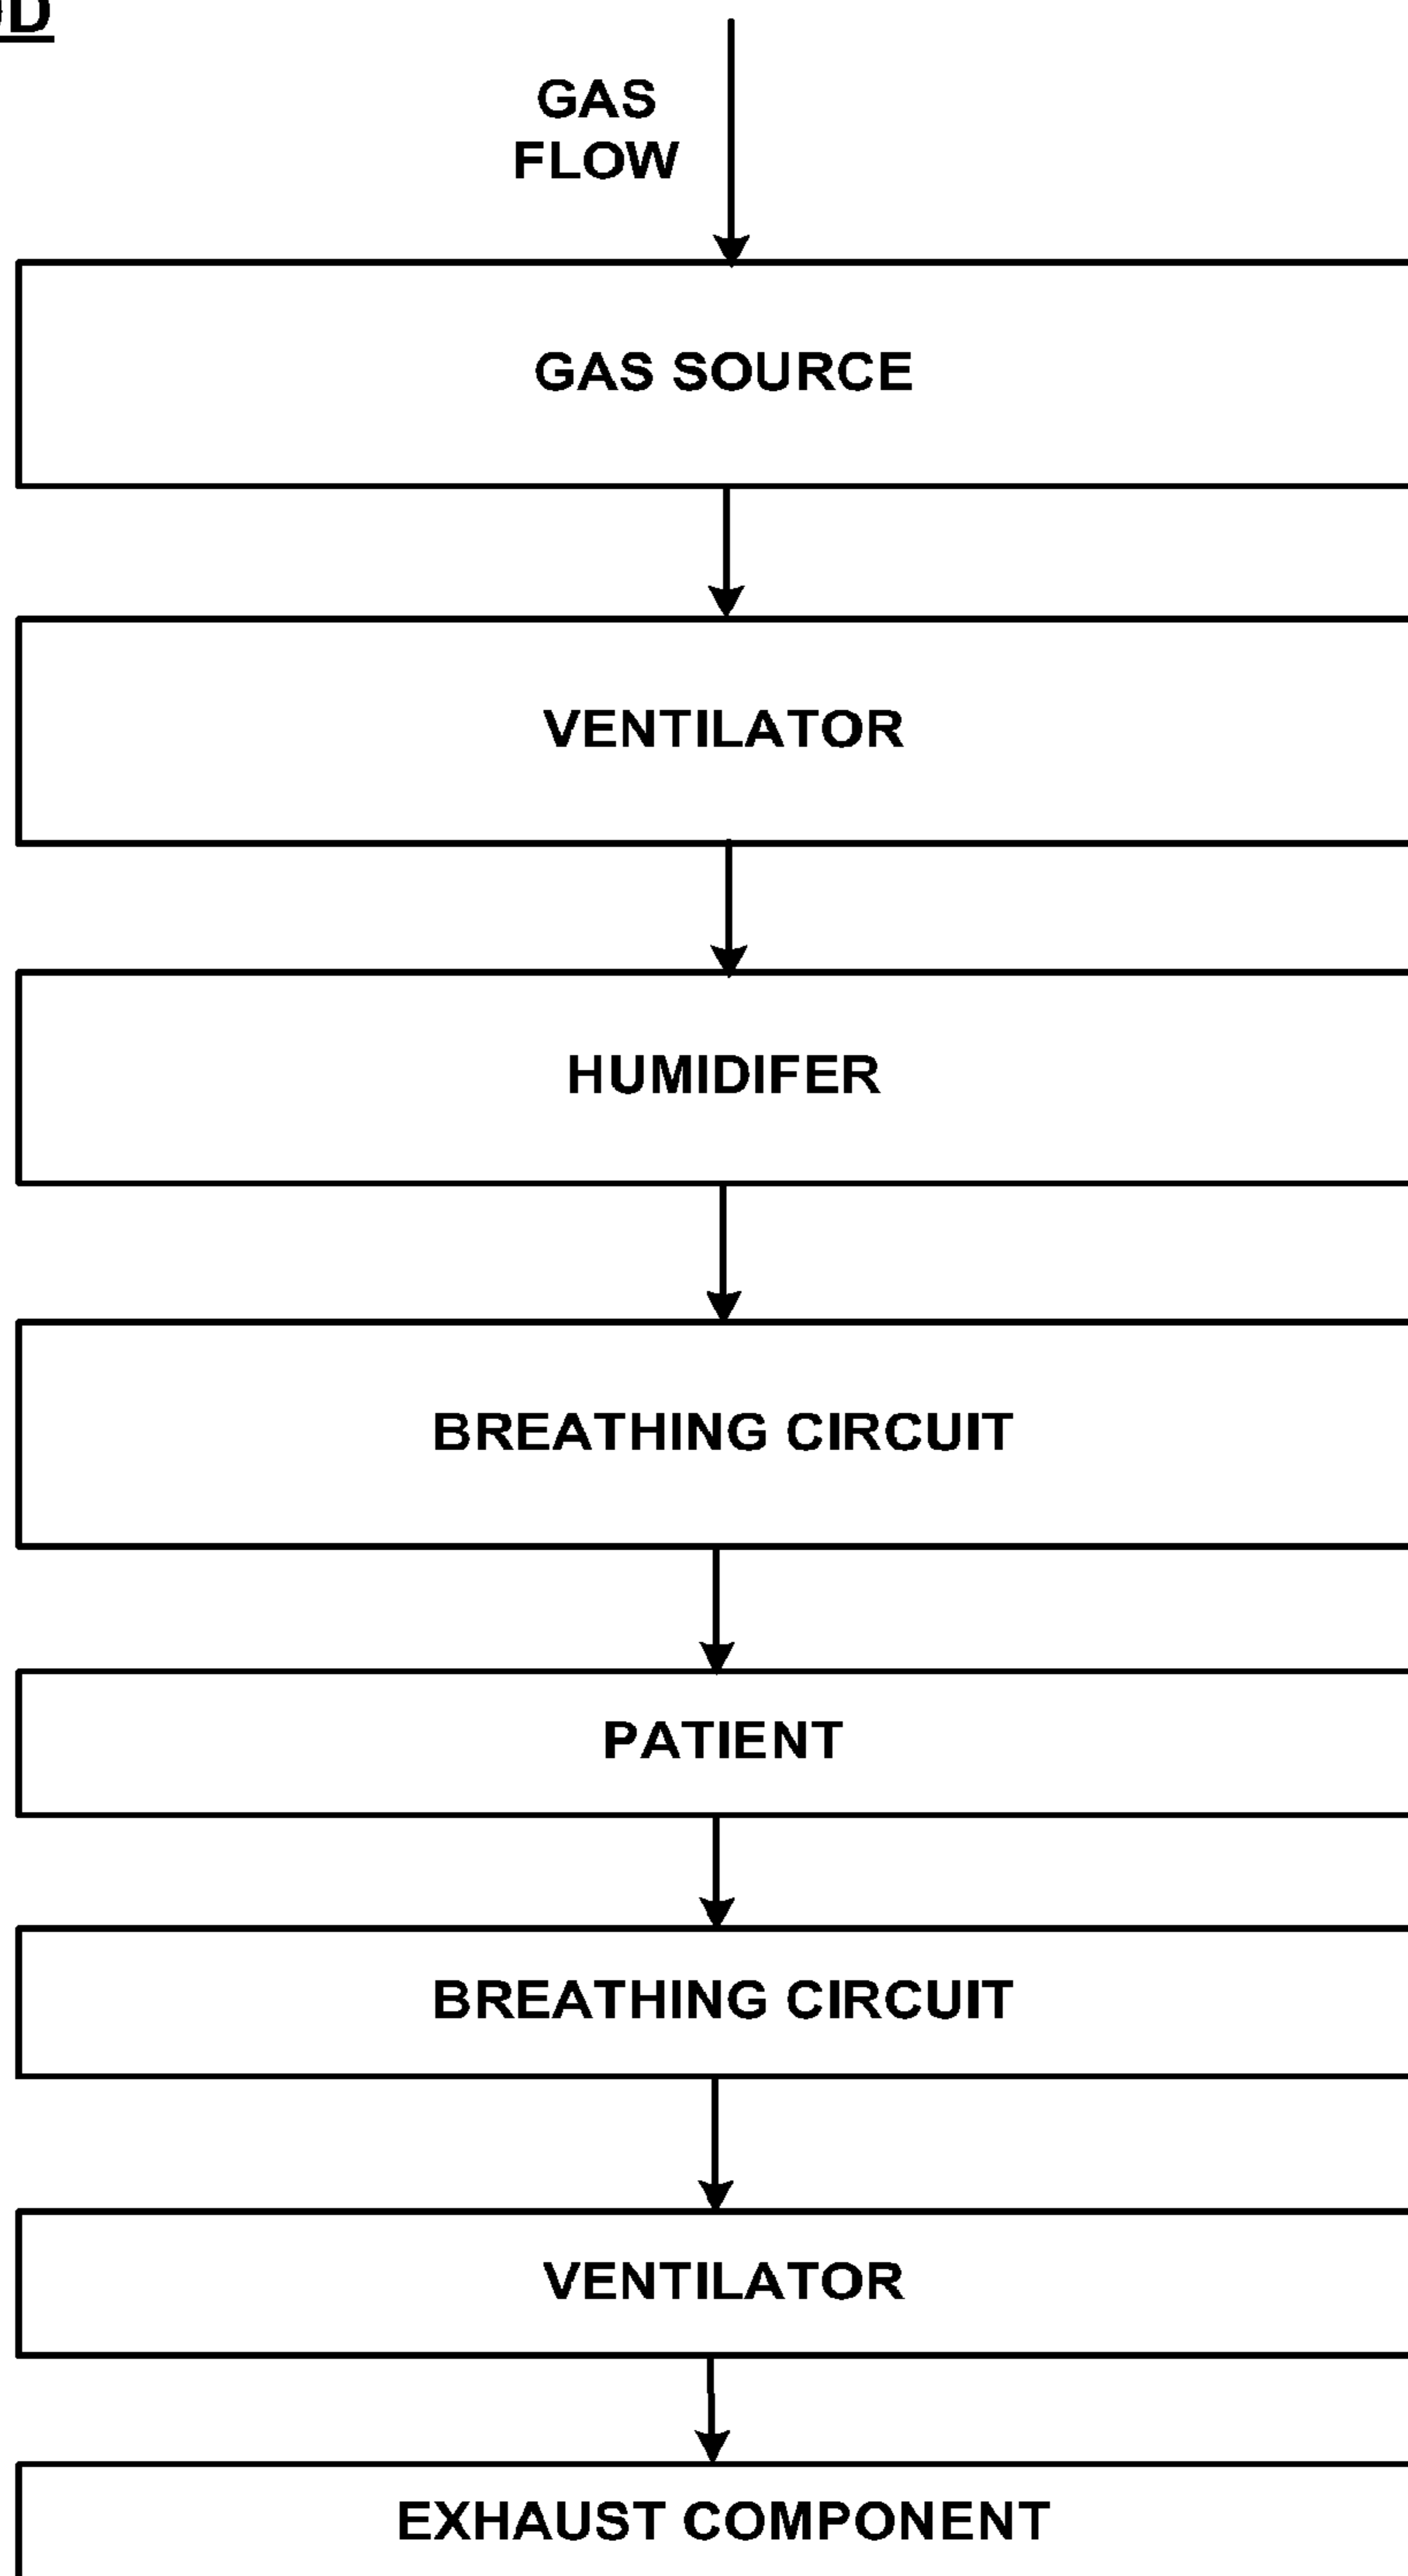 GAS
FLOW
GAS SOURCE
VENTILATOR
HUMIDIFER
BREATHING CIRCUIT
PATIENT
BREATHING CIRCUIT
VENTILATOR
EXHAUST COMPONENT